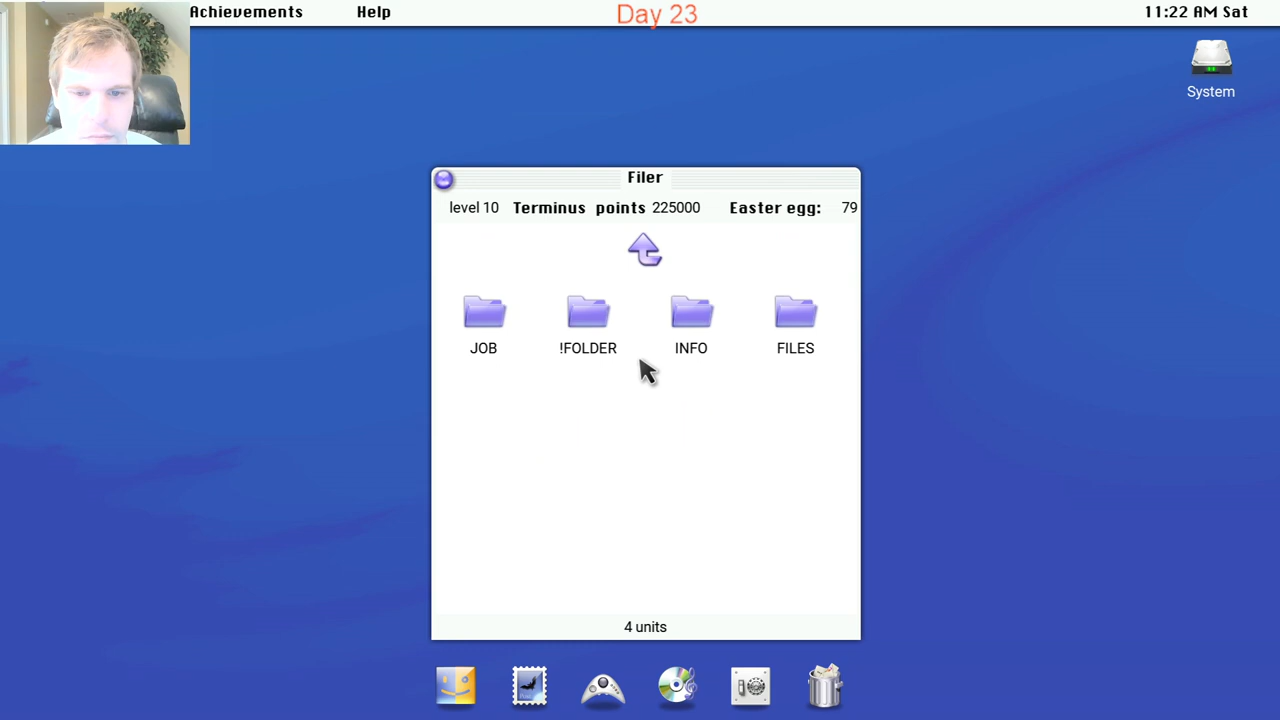 Achievements Help Day 23 11:22 AM Sat
System
Filer
level 10 Terminus points 225000 Easter egg: 79
JOB !FOLDER INFO FILES
4 units